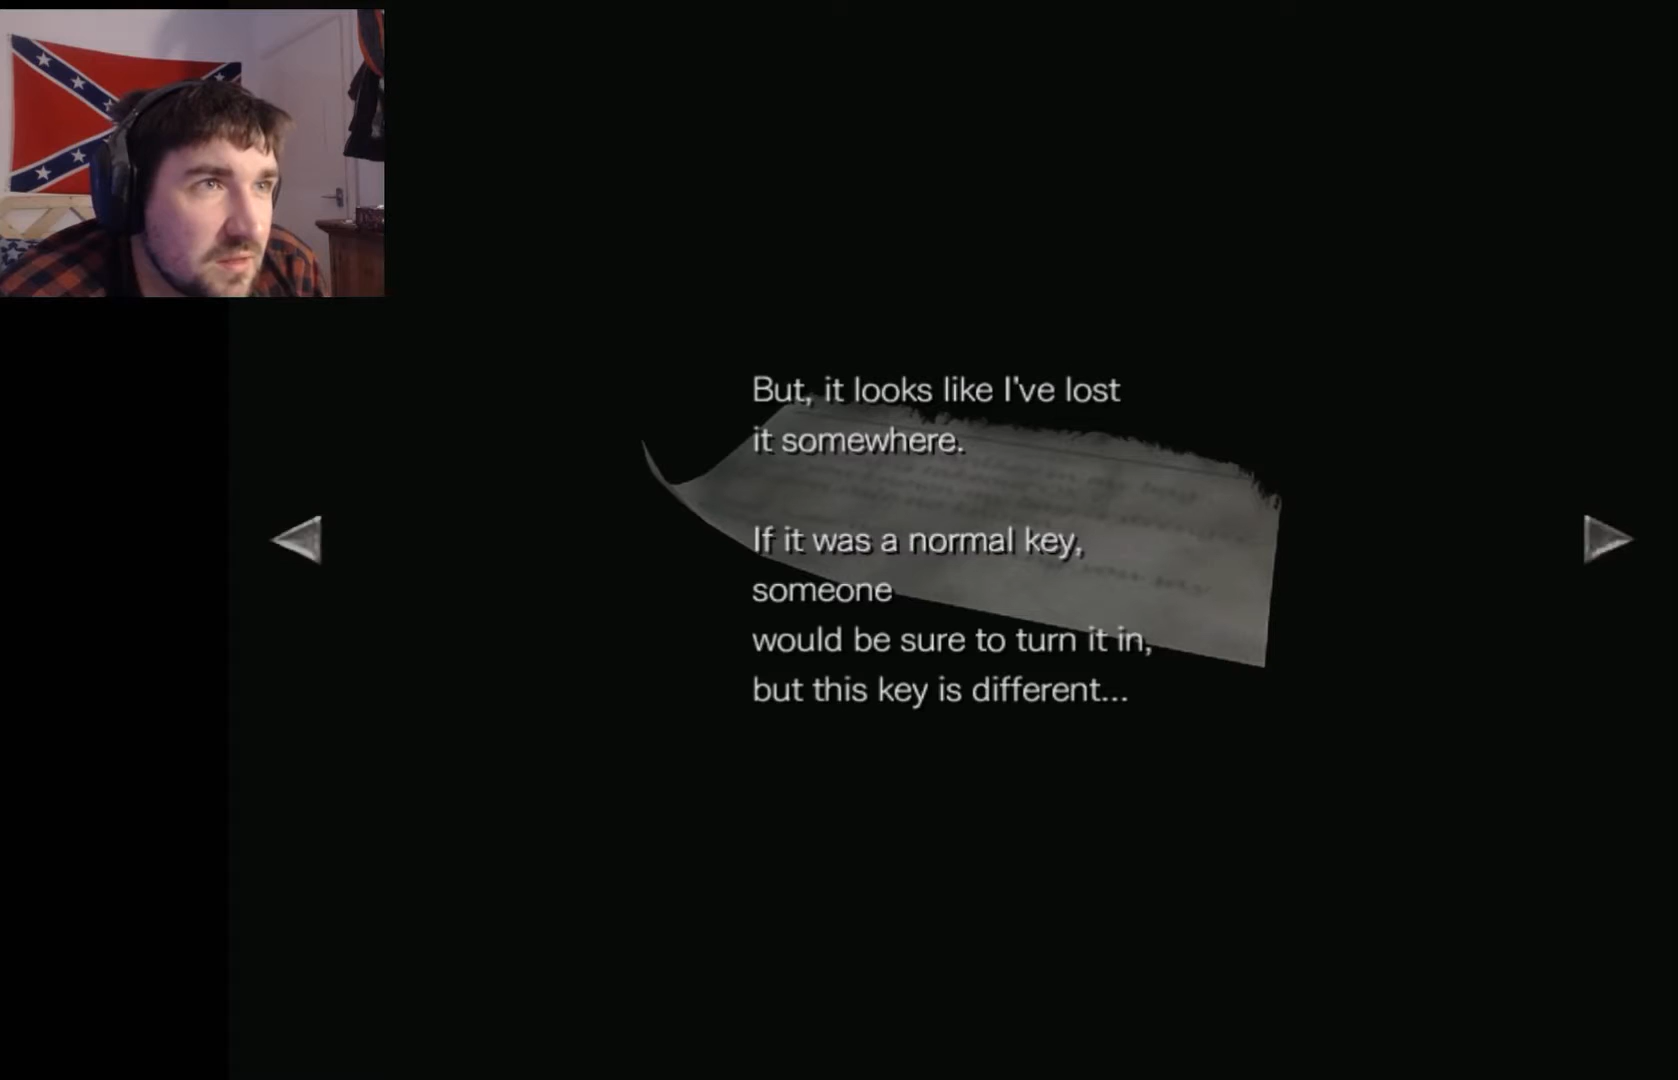 But, it looks like I've lost
it somewhere.
If it was a normal key,
someone
would be sure to turn it in,
but this key is different...